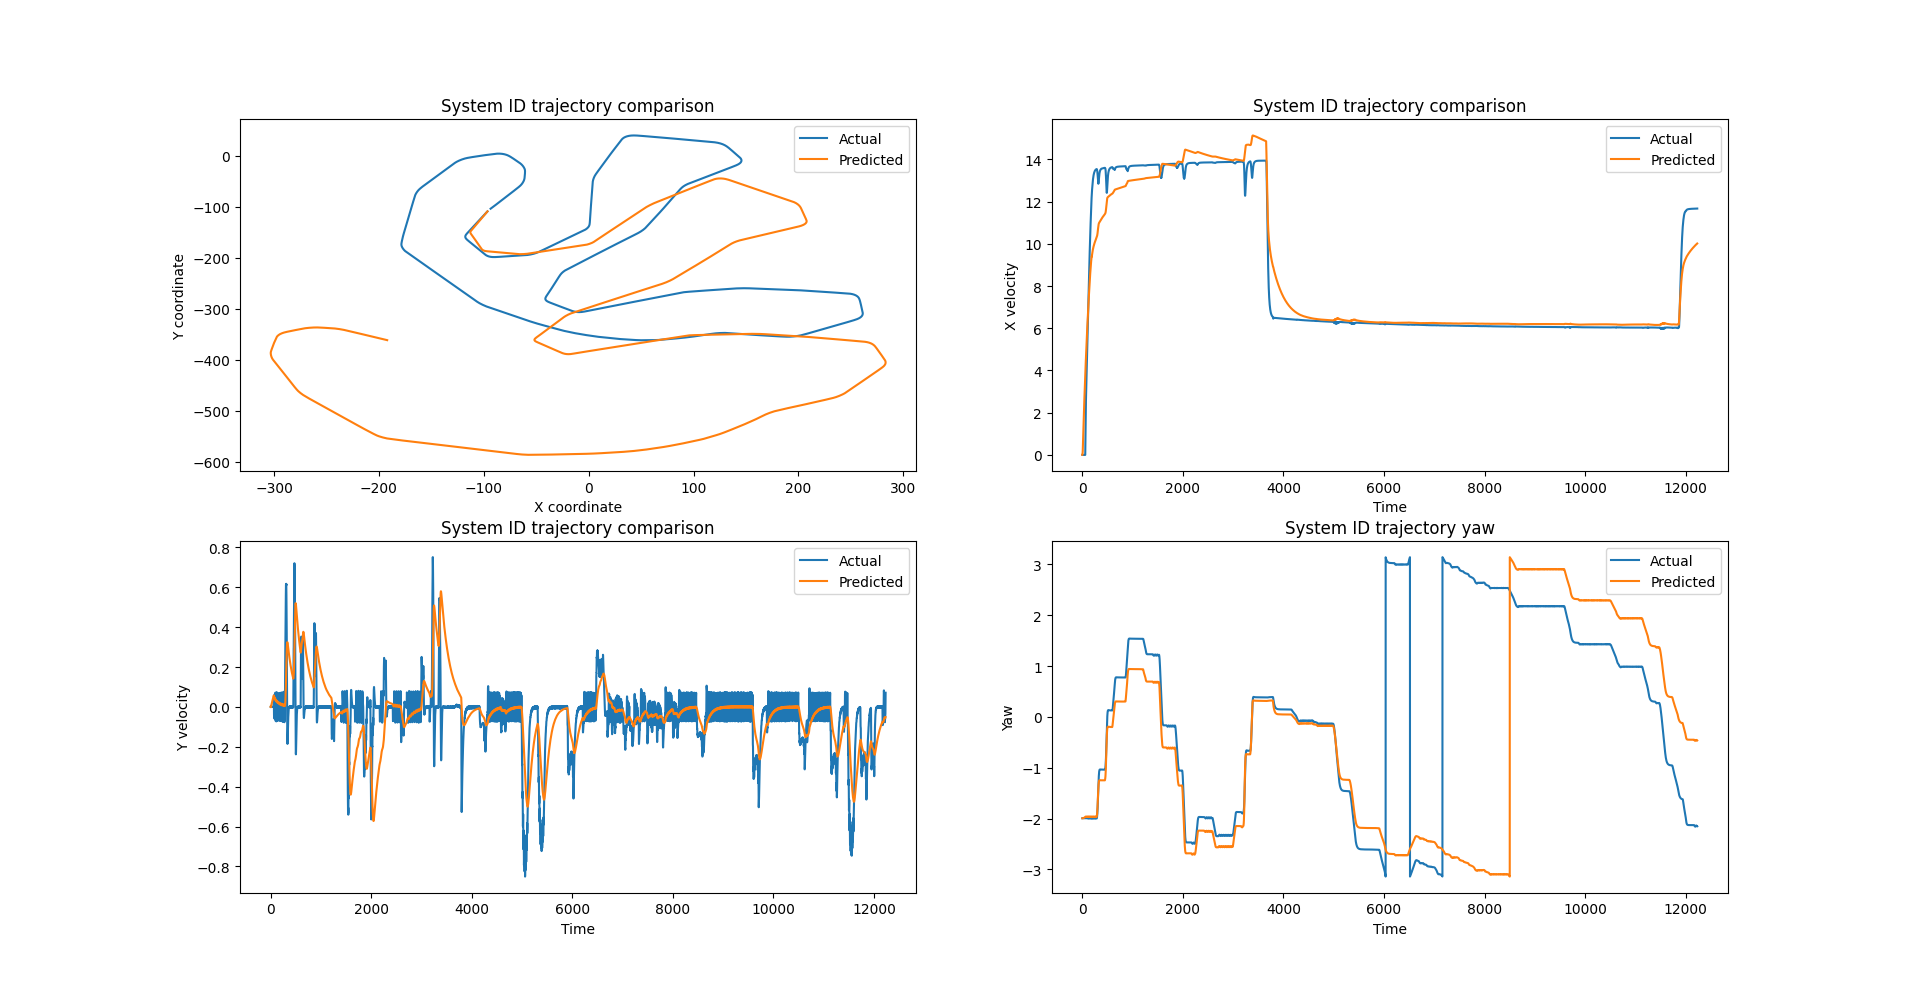 System ID trajectory comparison
Actual
Predicted
0
−100
−200
−300
−400
−500
−600
Y coordinate
−300
−200
−100
0
100
200
300
X coordinate
System ID trajectory comparison
Actual
Predicted
14
12
10
8
6
4
2
0
X velocity
0
2000
4000
6000
8000
10000
12000
Time
System ID trajectory comparison
Actual
Predicted
0.8
0.6
0.4
0.2
0.0
−0.2
−0.4
−0.6
−0.8
Y velocity
0
2000
4000
6000
8000
10000
12000
Time
System ID trajectory yaw
Actual
Predicted
3
2
1
0
−1
−2
−3
Yaw
0
2000
4000
6000
8000
10000
12000
Time